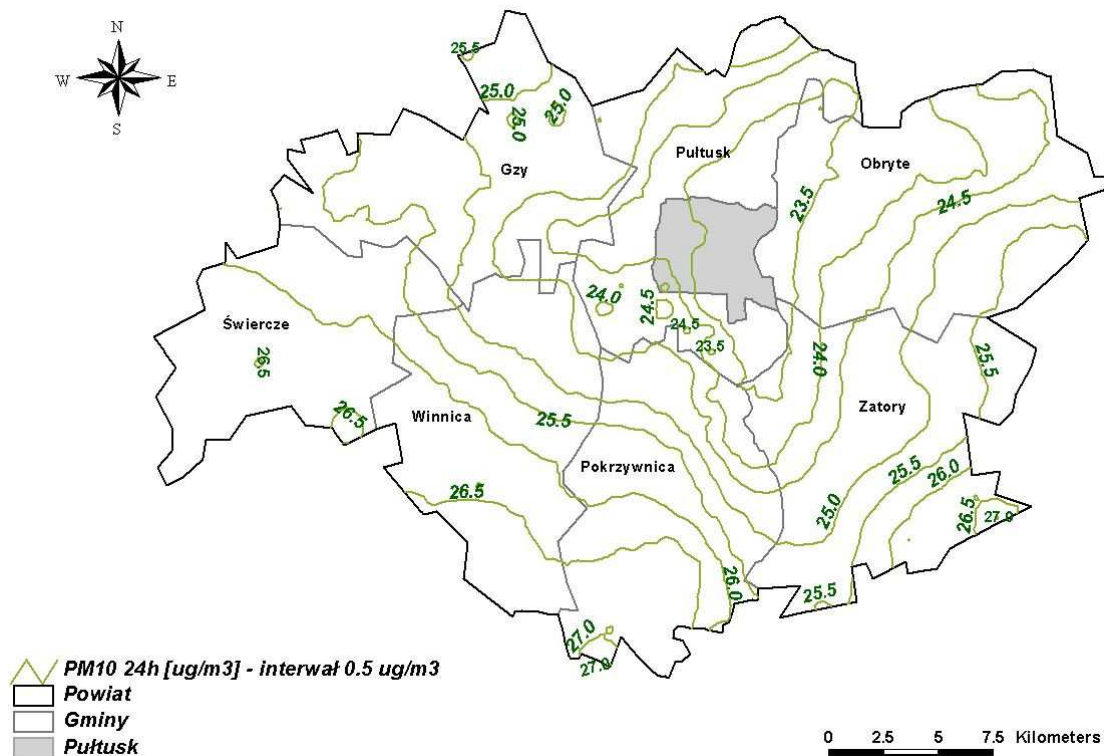 N
W E
S
25.5
25.0
25.0
25.0
Gzy
Pułtusk
Obryte
23.5
24.5
24.0
24.5
24.5
23.5
Świercze
26.5
26.5
Winnica
25.5
24.0
25.5
Zatory
Pokrzywnica
26.5
25.5
26.0
25.0
26.5
27.0
26.0
25.5
27.0
27.0
PM10 24h [ug/m3] - interwał 0.5 ug/m3
Powiat
Gminy
Pułtusk
0 2.5 5 7.5 Kilometers